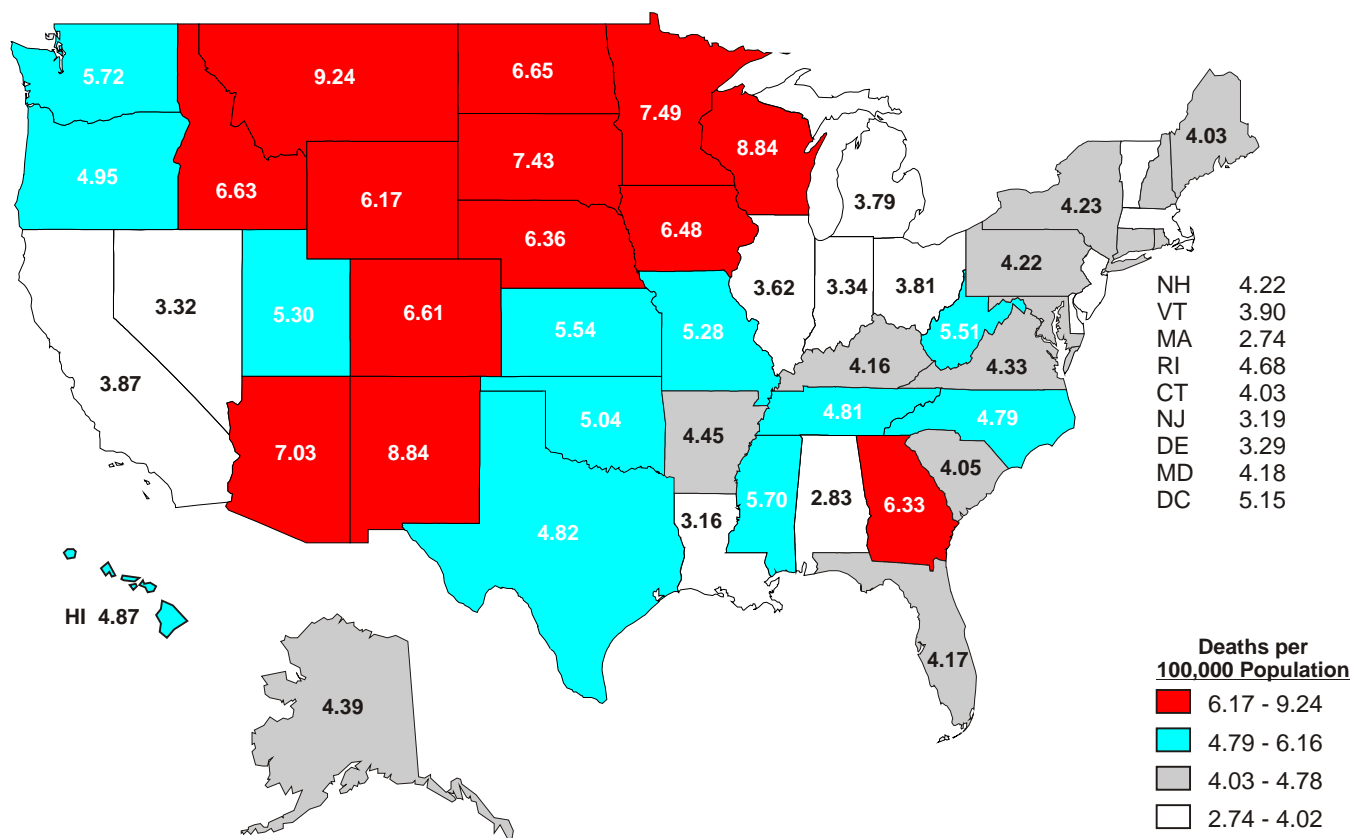 5.72
9.24
6.65
7.49
8.84
4.03
4.95
6.63
6.17
7.43
3.79
4.23
6.36
6.48
4.22
3.32
5.30
6.61
5.54
5.28
3.62
3.34
3.81
5.51
3.87
4.16
4.33
7.03
8.84
5.04
4.45
4.81
4.79
4.05
4.82
3.16
5.70
2.83
6.33
4.17
HI 4.87
4.39
NH 4.22
VT 3.90
MA 2.74
RI 4.68
CT 4.03
NJ 3.19
DE 3.29
MD 4.18
DC 5.15
Deaths per
100,000 Population
6.17 - 9.24
4.79 - 6.16
4.03 - 4.78
2.74 - 4.02